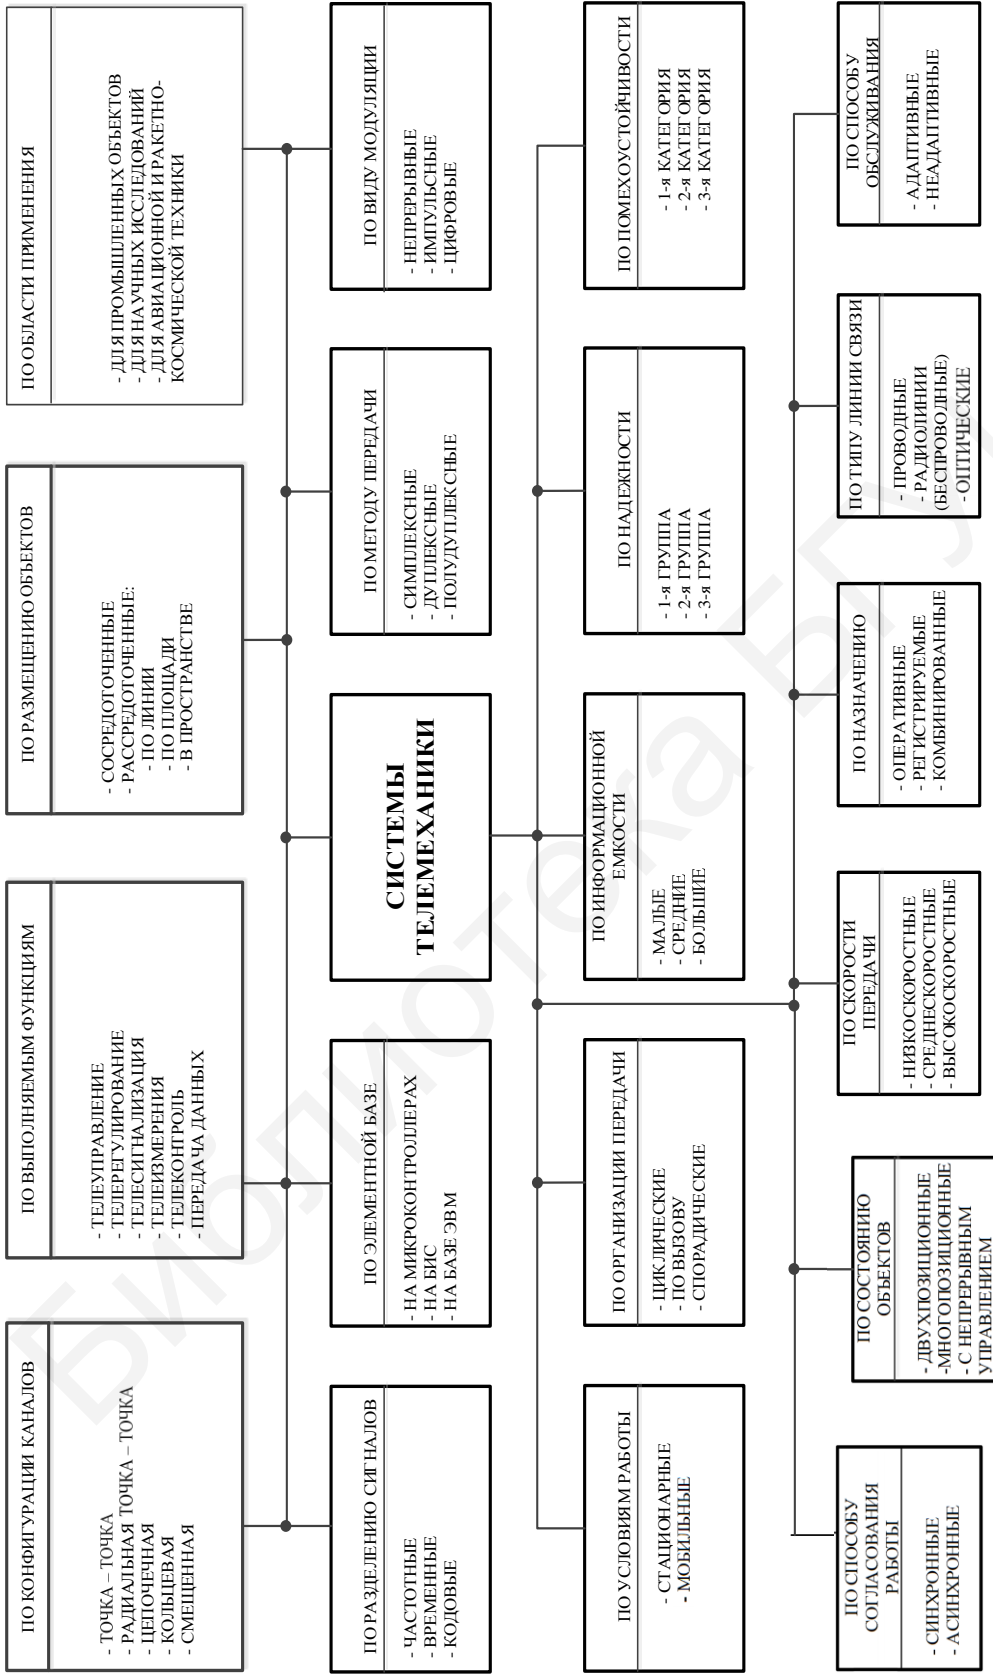 ПО КОНФИГУРАЦИИ КАНАЛОВ
- ТОЧКА – ТОЧКА
- РАДИАЛЬНАЯ ТОЧКА – ТОЧКА
- ЦЕПОЧЕЧНАЯ
- КОЛЬЦЕВАЯ
- СМЕЩЕННАЯ
ПО ВЫПОЛНЯЕМЫМ ФУНКЦИЯМ
- ТЕЛЕУПРАВЛЕНИЕ
- ТЕЛЕРЕГУЛИРОВАНИЕ
- ТЕЛЕСИГНАЛИЗАЦИЯ
- ТЕЛЕИЗМЕРЕНИЯ
- ТЕЛЕКОНТРОЛЬ
- ПЕРЕДАЧА ДАННЫХ
ПО РАЗМЕЩЕНИЮ ОБЪЕКТОВ
- СОСРЕДОТОЧЕННЫЕ
- РАССРЕДОТОЧЕННЫЕ:
- ПО ЛИНИИ
- ПО ПЛОЩАДИ
- В ПРОСТРАНСТВЕ
ПО ОБЛАСТИ ПРИМЕНЕНИЯ
- ДЛЯ ПРОМЫШЛЕННЫХ ОБЪЕКТОВ
- ДЛЯ НАУЧНЫХ ИССЛЕДОВАНИЙ
- ДЛЯ АВИАЦИОННОЙ И РАКЕТНО-
КОСМИЧЕСКОЙ ТЕХНИКИ
ПО РАЗДЕЛЕНИЮ СИГНАЛОВ
- ЧАСТОТНЫЕ
- ВРЕМЕННЫЕ
- КОДОВЫЕ
ПО ЭЛЕМЕНТНОЙ БАЗЕ
- НА МИКРОКОНТРОЛЛЕРАХ
- НА БИС
- НА БАЗЕ ЭВМ
СИСТЕМЫ
ТЕЛЕМЕХАНИКИ
ПО МЕТОДУ ПЕРЕДАЧИ
- СИМПЛЕКСНЫЕ
- ДУПЛЕКСНЫЕ
- ПОЛУДУПЛЕКСНЫЕ
ПО ВИДУ МОДУЛЯЦИИ
- НЕПРЕРЫВНЫЕ
- ИМПУЛЬСНЫЕ
- ЦИФРОВЫЕ
ПО УСЛОВИЯМ РАБОТЫ
- СТАЦИОНАРНЫЕ
- МОБИЛЬНЫЕ
ПО ОРГАНИЗАЦИИ ПЕРЕДАЧИ
- ЦИКЛИЧЕСКИЕ
- ПО ВЫЗОВУ
- СПОРАДИЧЕСКИЕ
ПО ИНФОРМАЦИОННОЙ
ЕМКОСТИ
- МАЛЫЕ
- СРЕДНИЕ
- БОЛЬШИЕ
ПО НАДЕЖНОСТИ
- 1-я ГРУППА
- 2-я ГРУППА
- 3-я ГРУППА
ПО ПОМЕХОУСТОЙЧИВОСТИ
- 1-я КАТЕГОРИЯ
- 2-я КАТЕГОРИЯ
- 3-я КАТЕГОРИЯ
ПО СПОСОБУ
СОГЛАСОВАНИЯ
РАБОТЫ
- СИНХРОННЫЕ
- АСИНХРОННЫЕ
ПО СОСТОЯНИЮ
ОБЪЕКТОВ
- ДВУХПОЗИЦИОННЫЕ
-МНОГОПОЗИЦИОННЫЕ
- С НЕПРЕРЫВНЫМ
УПРАВЛЕНИЕМ
ПО СКОРОСТИ
ПЕРЕДАЧИ
- НИЗКОСКОРОСТНЫЕ
- СРЕДНЕСКОРОСТНЫЕ
- ВЫСОКОСКОРОСТНЫЕ
ПО НАЗНАЧЕНИЮ
- ОПЕРАТИВНЫЕ
- РЕГИСТРИРУЕМЫЕ
- КОМБИНИРОВАННЫЕ
ПО ТИПУ ЛИНИИ СВЯЗИ
- ПРОВОДНЫЕ
- РАДИОЛИНИИ
(БЕСПРОВОДНЫЕ)
- ОПТИЧЕСКИЕ
ПО СПОСОБУ
ОБСЛУЖИВАНИЯ
- АДАПТИВНЫЕ
- НЕАДАПТИВНЫЕ
Библиотека БГУ